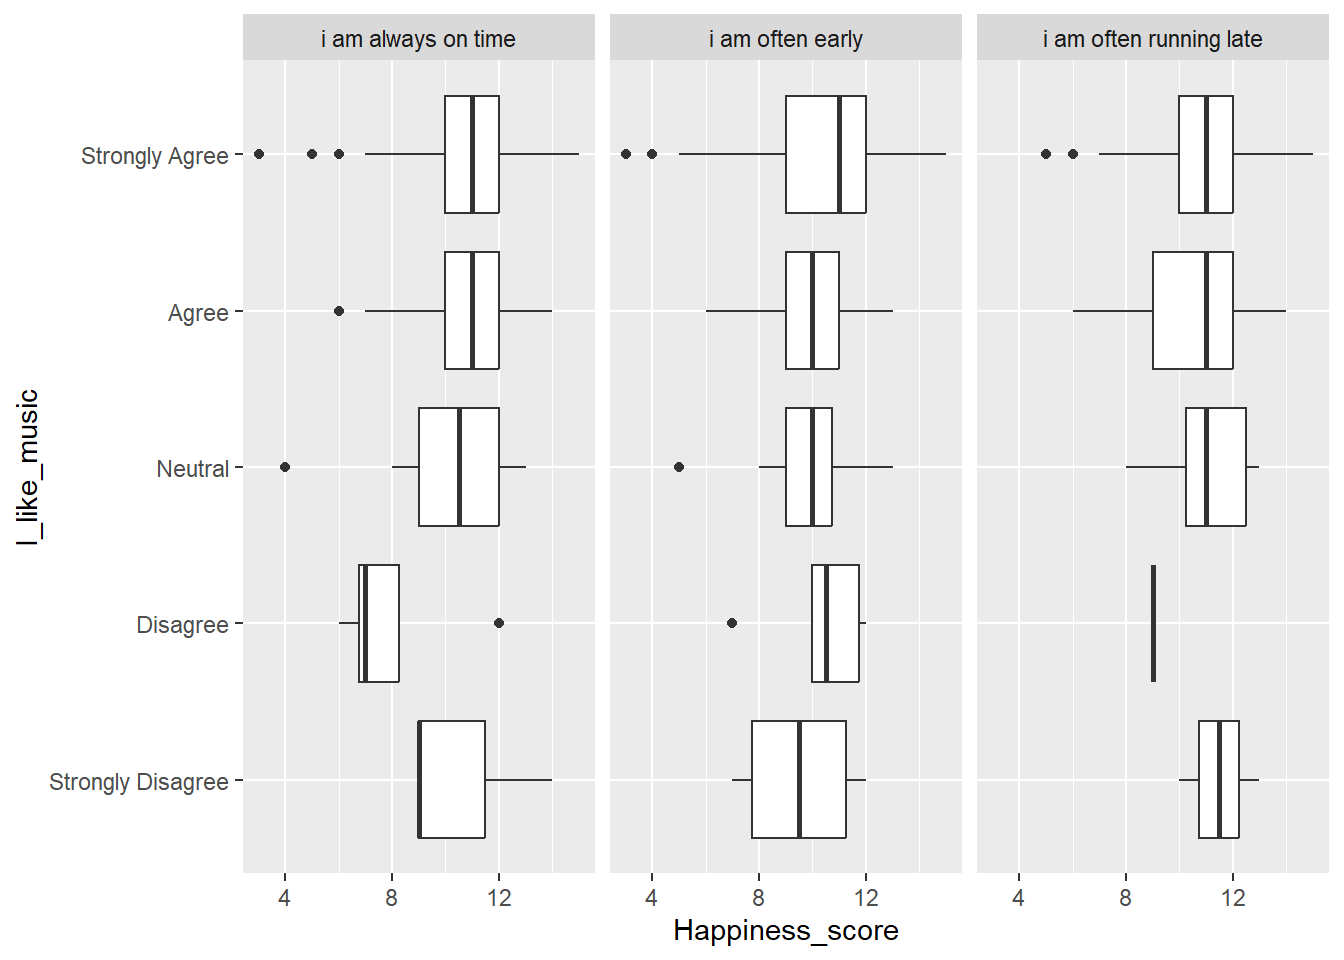 i am always on time
i am often early
i am often running late
Strongly Agree
Agree
Neutral
Disagree
Strongly Disagree
I_like_music
4 8 12
4 8 12
4 8 12
Happiness_score